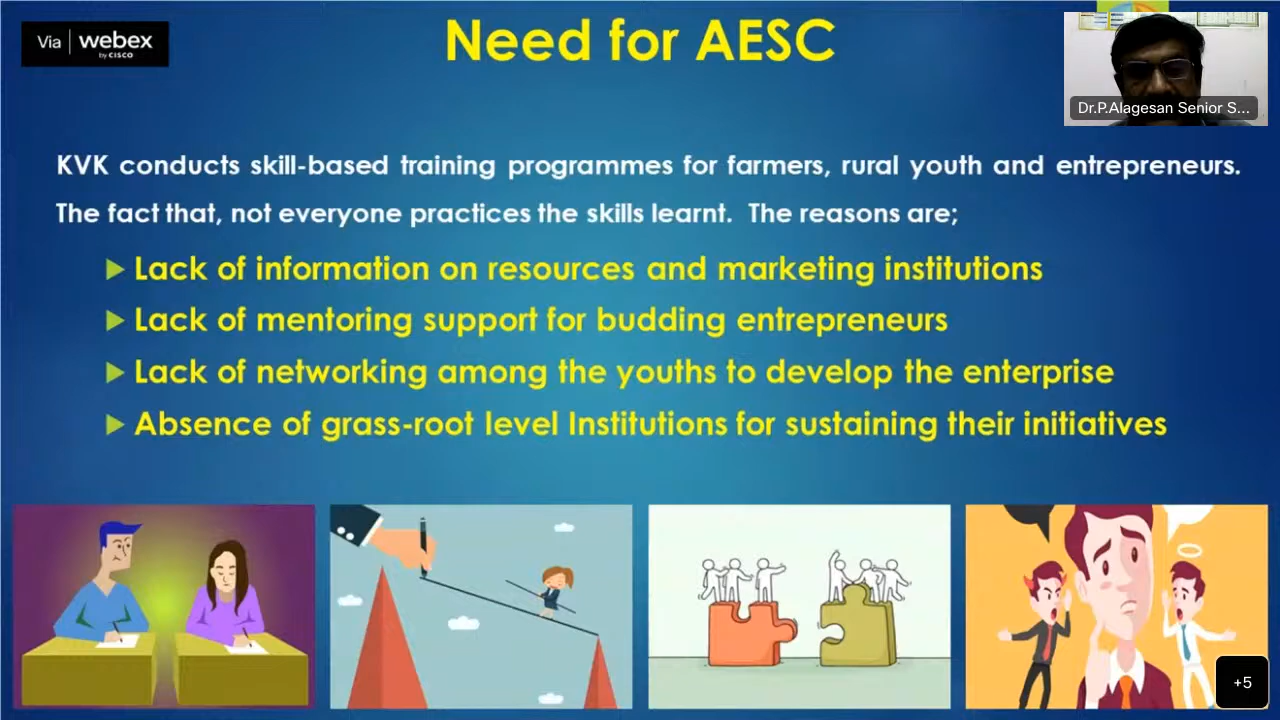 Via webex
by CISCO
Need for AESC
Dr.P.Alagesan Senior S...
KVK conducts skill-based training programmes for farmers, rural youth and entrepreneurs.
The fact that, not everyone practices the skills learnt. The reasons are;
Lack of information on resources and marketing institutions
Lack of mentoring support for budding entrepreneurs
Lack of networking among the youths to develop the enterprise
Absence of grass-root level Institutions for sustaining their initiatives
+5